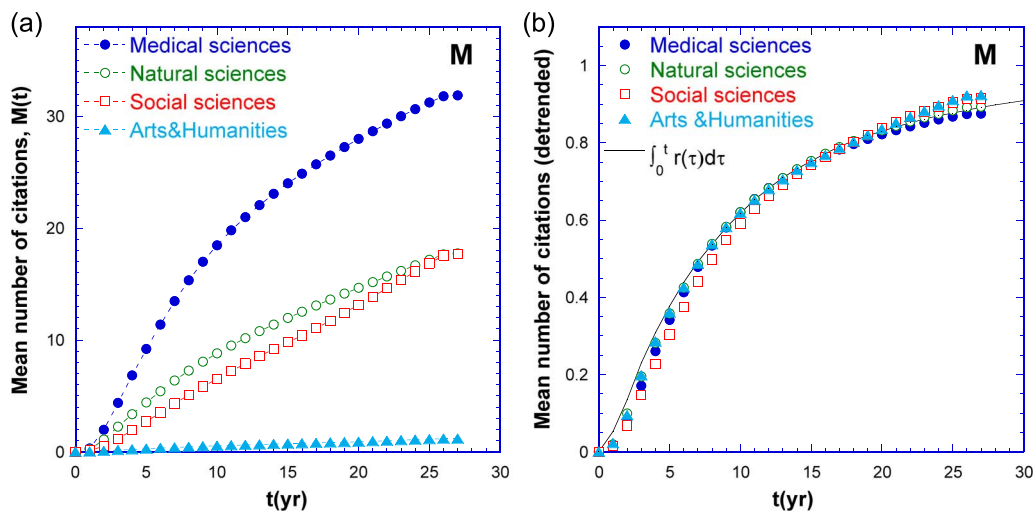 (a)
Medical sciences
Natural sciences
Social sciences
Arts&Humanities
M
Mean number of citations, M(t)
30
20
10
0
0 5 10 15 20 25 30
t(yr)
(b)
Medical sciences
Natural sciences
Social sciences
Arts &Humanities
∫₀ᵗ r(τ)dτ
M
Mean number of citations (detrended)
1
0.8
0.6
0.4
0.2
0
0 5 10 15 20 25 30
t(yr)